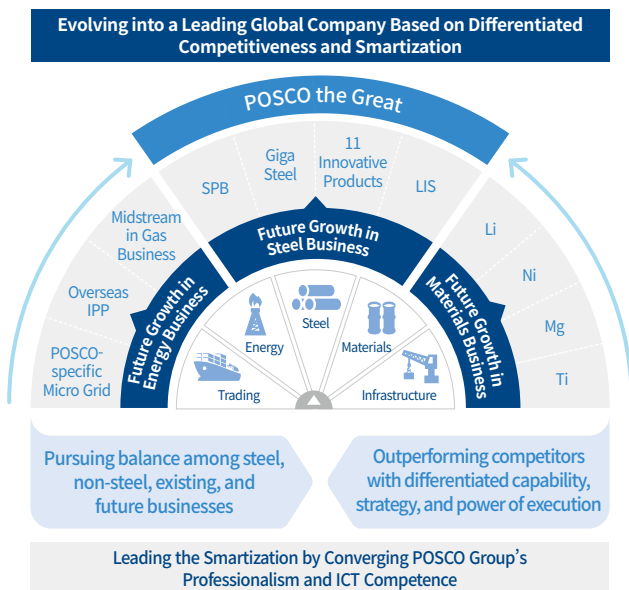 Evolving into a Leading Global Company Based on Differentiated
Competitiveness and Smartization
POSCO the Great
SPB
Giga
Steel
11
Innovative
Products
LIS
Midstream
in Gas
Business
Overseas
IPP
POSCO-
specific
Micro Grid
Li
Ni
Mg
Ti
Future Growth in
Energy Business
Future Growth in
Steel Business
Future Growth in
Materials Business
Trading
Energy
Steel
Materials
Infrastructure
Pursuing balance among steel,
non-steel, existing, and
future businesses
Outperforming competitors
with differentiated capability,
strategy, and power of execution
Leading the Smartization by Converging POSCO Group's
Professionalism and ICT Competence